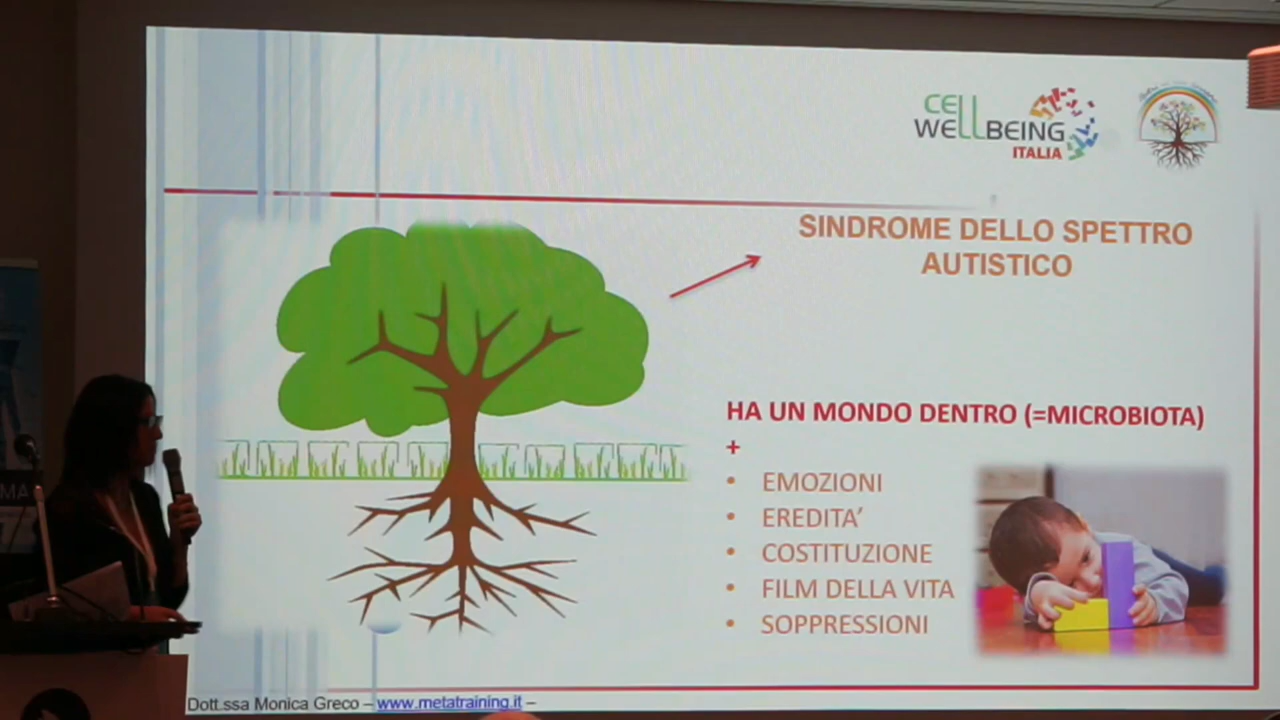 CELL
WELLBEING
ITALIA
SINDROME DELLO SPETTRO
AUTISTICO
HA UN MONDO DENTRO (=MICROBIOTA)
+
• EMOZIONI
• EREDITA’
• COSTITUZIONE
• FILM DELLA VITA
• SOPPRESSIONI
Dott.ssa Monica Greco – www.metatraining.it –